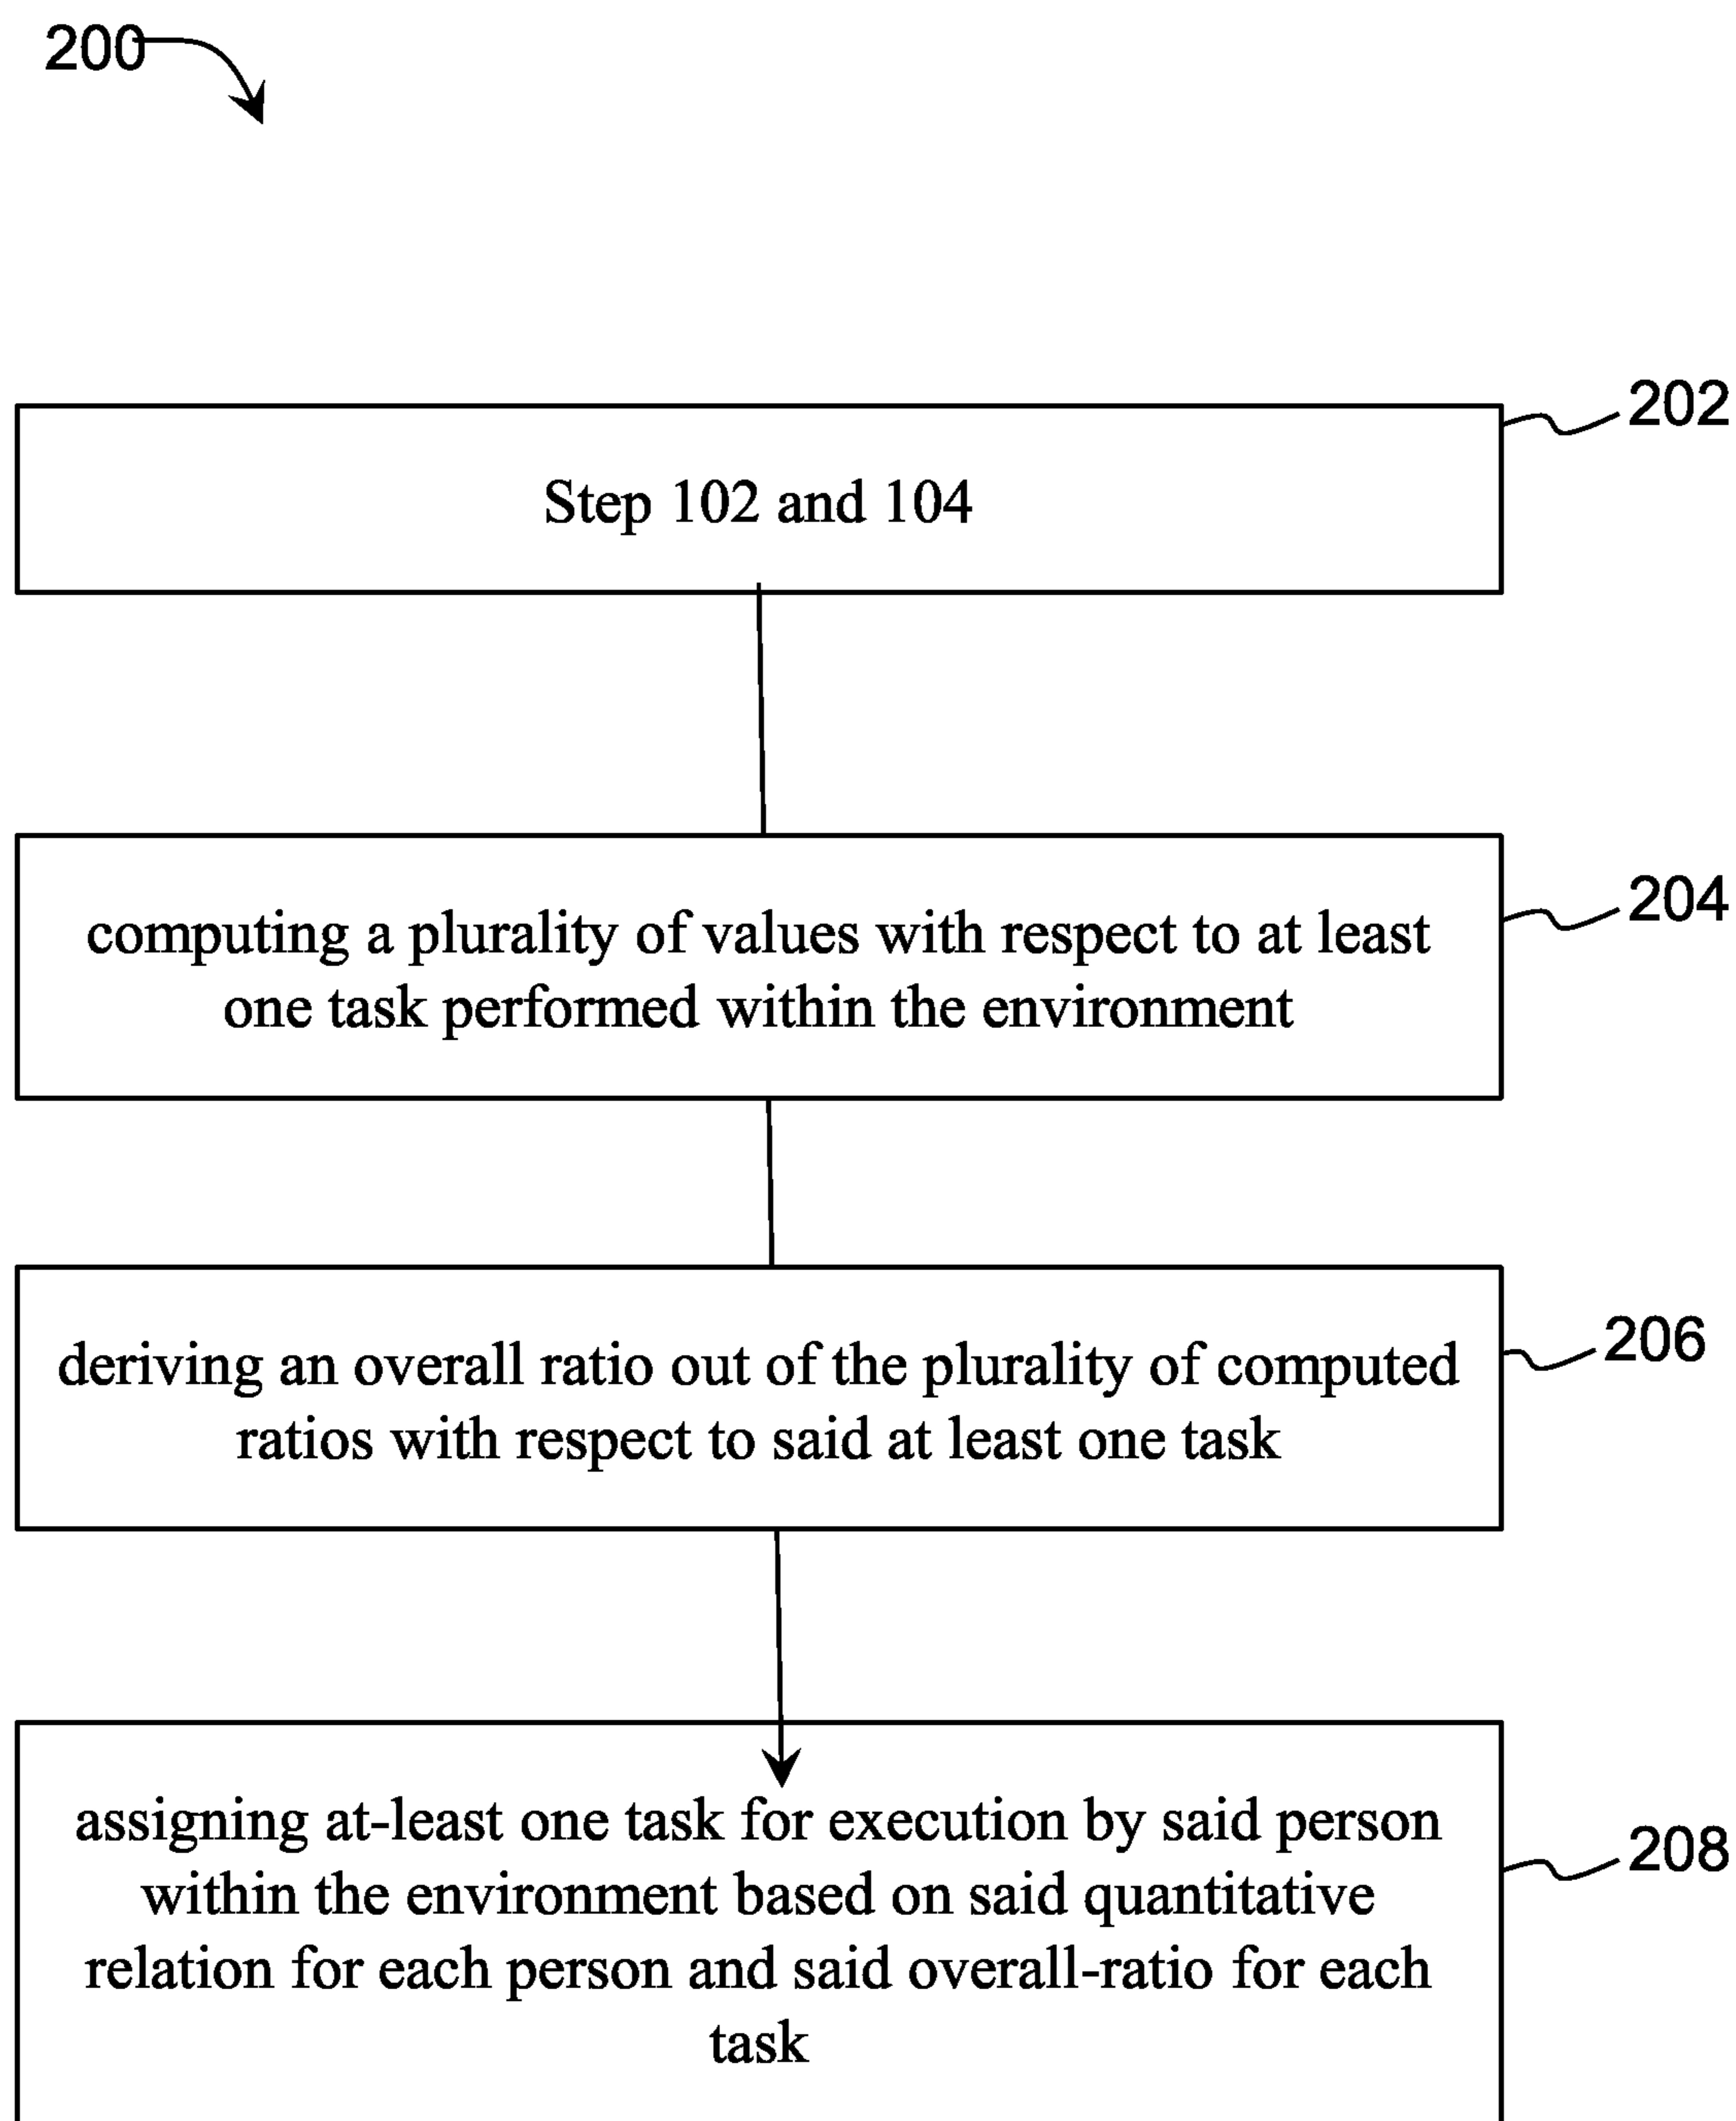 200
202
Step 102 and 104
204
computing a plurality of values with respect to at least
one task performed within the environment
206
deriving an overall ratio out of the plurality of computed
ratios with respect to said at least one task
208
assigning at-least one task for execution by said person
within the environment based on said quantitative
relation for each person and said overall-ratio for each
task